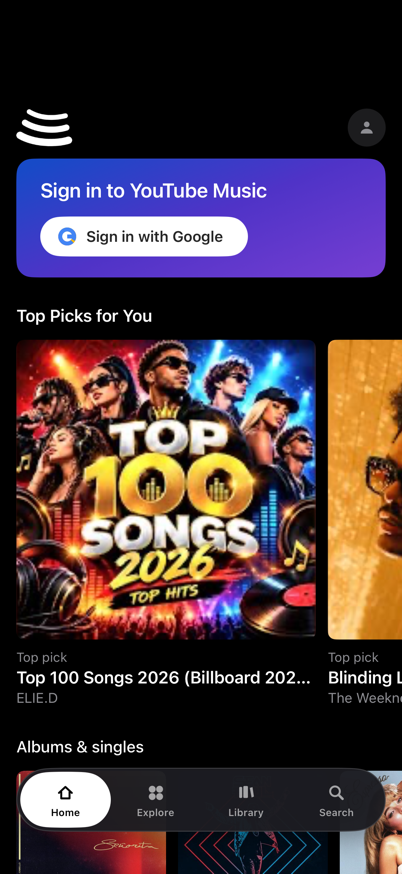 Sign in to YouTube Music
Sign in with Google
Top Picks for You
TOP
100
SONGS
2026
TOP HITS
Top pick
Top 100 Songs 2026 (Billboard 202...
ELIE.D
Top pick
Blinding L
The Weekn
Albums & singles
Señorita
Home
Explore
Library
Search